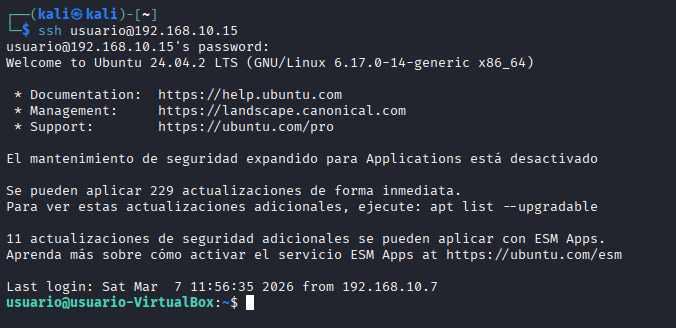 ┌──(kali㉿kali)-[~]
└─$ ssh usuario@192.168.10.15
usuario@192.168.10.15's password:
Welcome to Ubuntu 24.04.2 LTS (GNU/Linux 6.17.0-14-generic x86_64)
* Documentation:  https://help.ubuntu.com
* Management:     https://landscape.canonical.com
* Support:        https://ubuntu.com/pro
El mantenimiento de seguridad expandido para Applications está desactivado
Se pueden aplicar 229 actualizaciones de forma inmediata.
Para ver estas actualizaciones adicionales, ejecute: apt list --upgradable
11 actualizaciones de seguridad adicionales se pueden aplicar con ESM Apps.
Aprenda más sobre cómo activar el servicio ESM Apps at https://ubuntu.com/esm
Last login: Sat Mar  7 11:56:35 2026 from 192.168.10.7
usuario@usuario-VirtualBox:~$